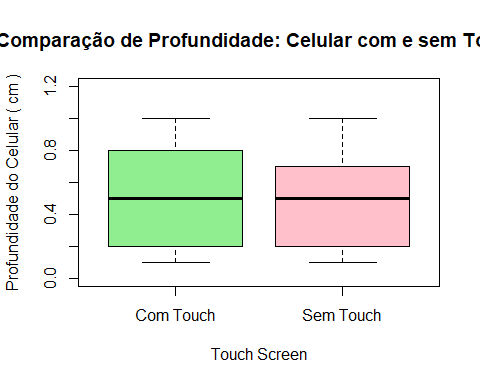 Comparação de Profundidade: Celular com e sem To
Profundidade do Celular ( cm )
1.2
0.8
0.4
0.0
Com Touch
Sem Touch
Touch Screen